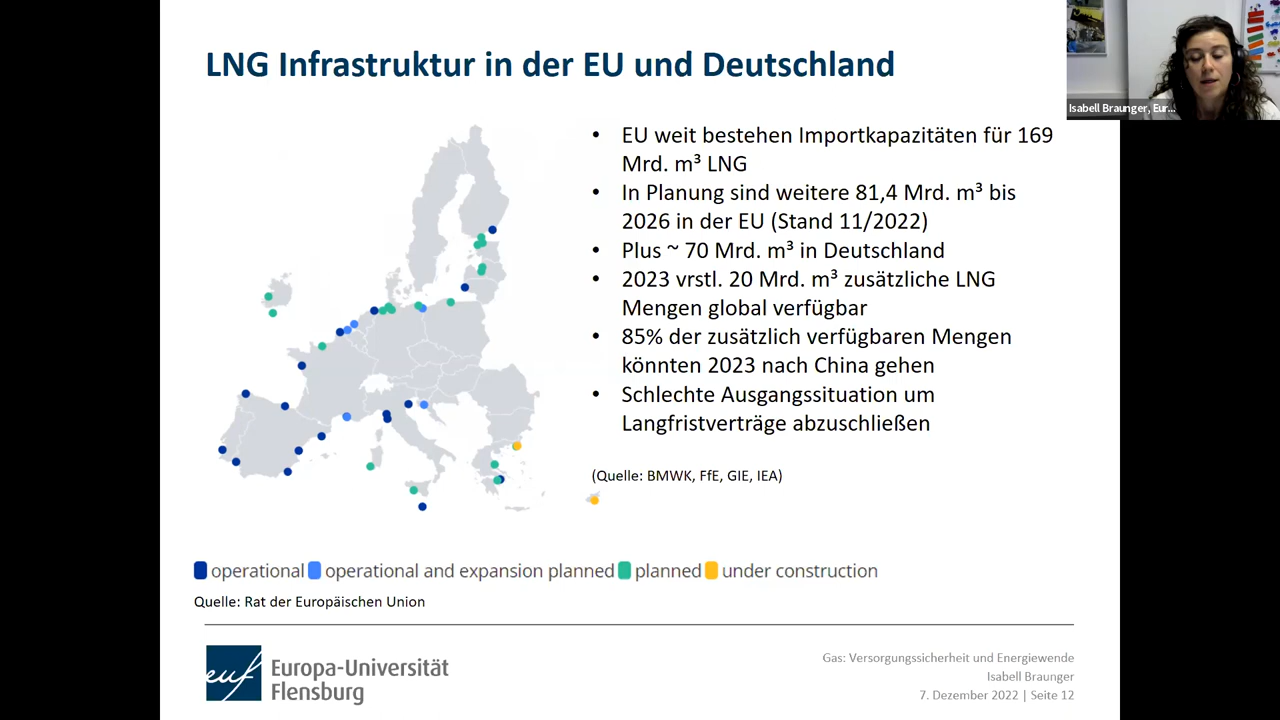 LNG Infrastruktur in der EU und Deutschland
Isabell Braunger, Eur...
• EU weit bestehen Importkapazitäten für 169
Mrd. m³ LNG
• In Planung sind weitere 81,4 Mrd. m³ bis
2026 in der EU (Stand 11/2022)
• Plus ~ 70 Mrd. m³ in Deutschland
• 2023 vrstl. 20 Mrd. m³ zusätzliche LNG
Mengen global verfügbar
• 85% der zusätzlich verfügbaren Mengen
könnten 2023 nach China gehen
• Schlechte Ausgangssituation um
Langfristverträge abzuschließen
(Quelle: BMWK, FfE, GIE, IEA)
operational operational and expansion planned planned under construction
Quelle: Rat der Europäischen Union
euf
Europa-Universität
Flensburg
Gas: Versorgungssicherheit und Energiewende
Isabell Braunger
7. Dezember 2022 | Seite 12